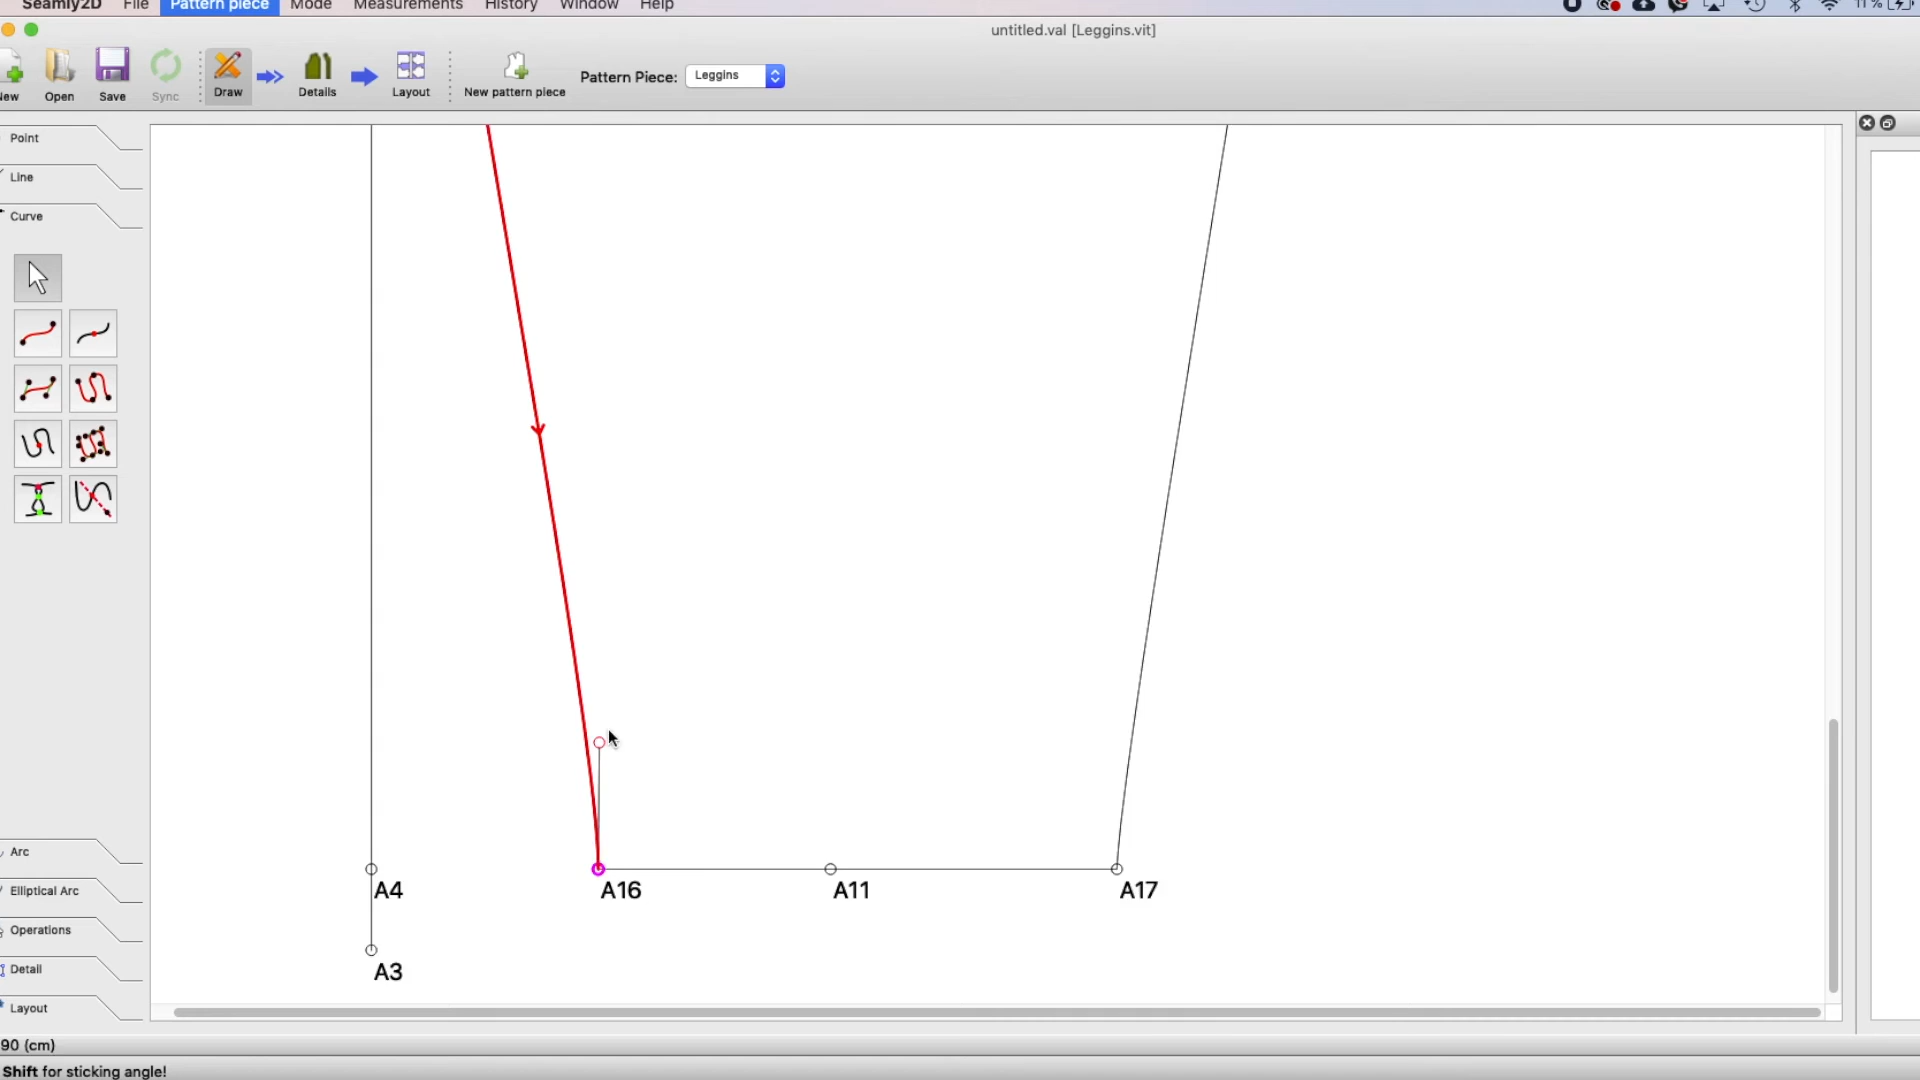 Seamly2D File Pattern piece Mode Measurements History Window Help 11 %
untitled.val [Leggins.vit]
New Open Save Sync Draw Details Layout New pattern piece Pattern Piece: Leggins
Point
Line
Curve
Arc
Elliptical Arc
Operations
Detail
Layout
A4 A16 A11 A17
A3
90 (cm)
Shift for sticking angle!